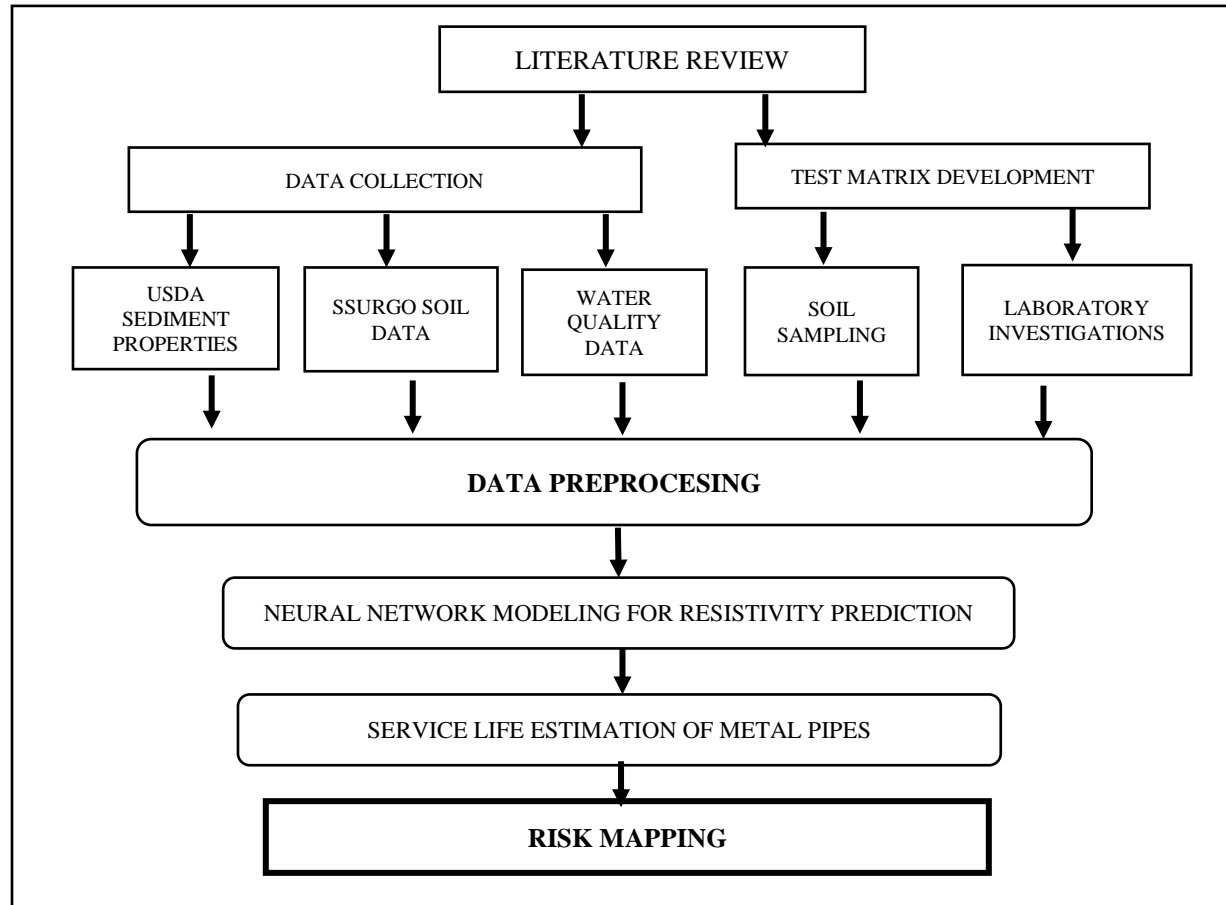 LITERATURE REVIEW
DATA COLLECTION
TEST MATRIX DEVELOPMENT
USDA
SEDIMENT
PROPERTIES
SSURGO SOIL
DATA
WATER
QUALITY
DATA
SOIL
SAMPLING
LABORATORY
INVESTIGATIONS
DATA PREPROCESING
NEURAL NETWORK MODELING FOR RESISTIVITY PREDICTION
SERVICE LIFE ESTIMATION OF METAL PIPES
RISK MAPPING